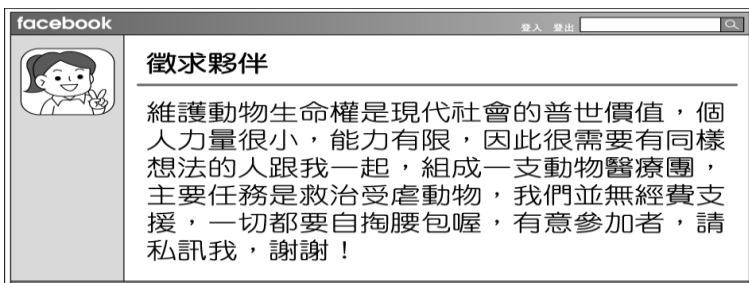 facebook
登入 登出
徵求夥伴
維護動物生命權是現代社會的普世價值，個
人力量很小，能力有限，因此很需要有同樣
想法的人跟我一起，組成一支動物醫療團，
主要任務是救治受虐動物，我們並無經費支
援，一切都要自掏腰包喔，有意參加者，請
私訊我，謝謝！